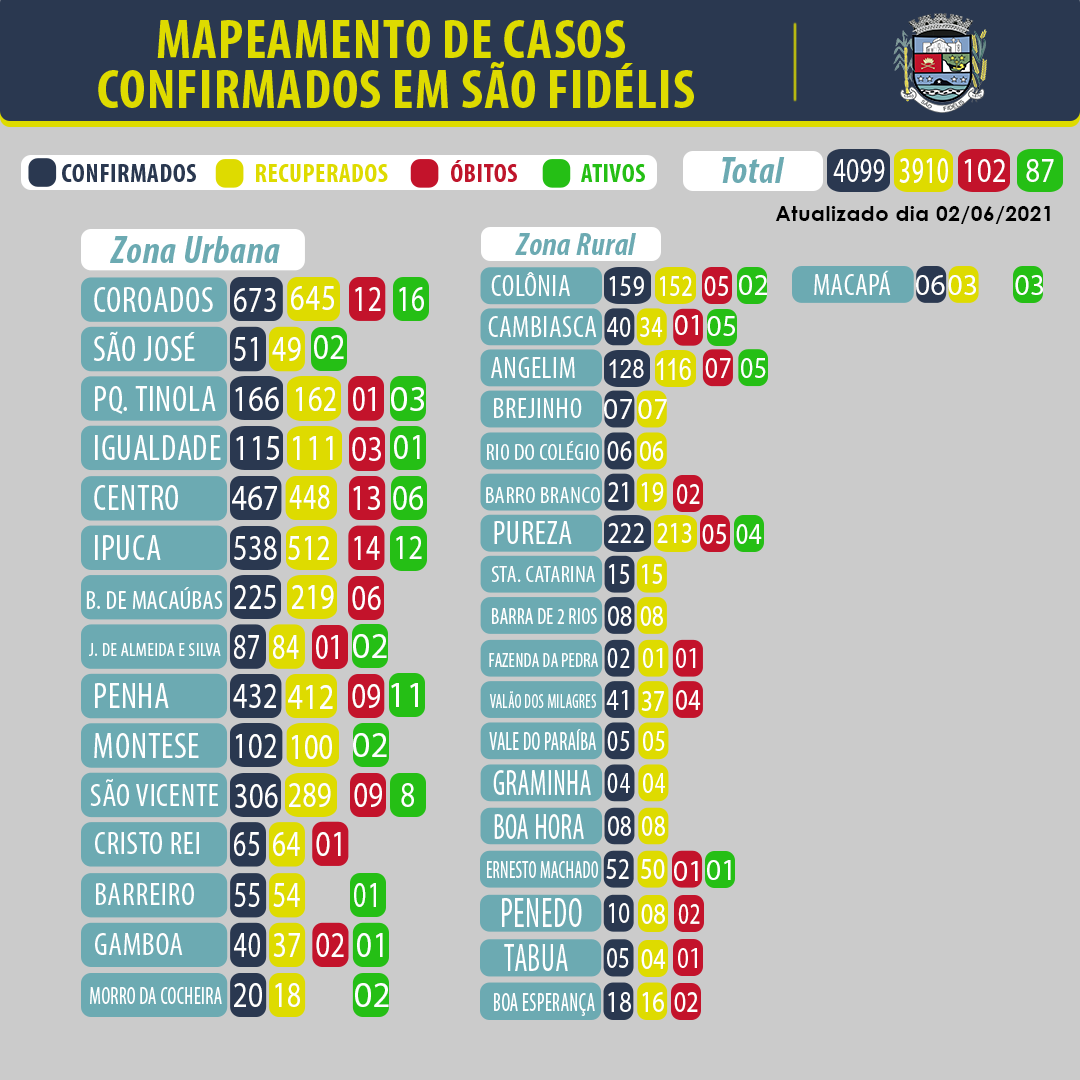 MAPEAMENTO DE CASOS
CONFIRMADOS EM SÃO FIDÉLIS
SÃO FIDELIS
CONFIRMADOS RECUPERADOS ÓBITOS ATIVOS
Total 4099 3910 102 87
Atualizado dia 02/06/2021
Zona Urbana
COROADOS 673 645 12 16
SÃO JOSÉ 51 49 02
PQ. TINOLA 166 162 01 03
IGUALDADE 115 111 03 01
CENTRO 467 448 13 06
IPUCA 538 512 14 12
B. DE MACAÚBAS 225 219 06
J. DE ALMEIDA E SILVA 87 84 01 02
PENHA 432 412 09 11
MONTESE 102 100 02
SÃO VICENTE 306 289 09 8
CRISTO REI 65 64 01
BARREIRO 55 54 01
GAMBOA 40 37 02 01
MORRO DA COCHEIRA 20 18 02
Zona Rural
COLÔNIA 159 152 05 02
CAMBIASCA 40 34 01 05
ANGELIM 128 116 07 05
BREJINHO 07 07
RIO DO COLÉGIO 06 06
BARRO BRANCO 21 19 02
PUREZA 222 213 05 04
STA. CATARINA 15 15
BARRA DE 2 RIOS 08 08
FAZENDA DA PEDRA 02 01 01
VALÃO DOS MILAGRES 41 37 04
VALE DO PARAÍBA 05 05
GRAMINHA 04 04
BOA HORA 08 08
ERNESTO MACHADO 52 50 01 01
PENEDO 10 08 02
TABUA 05 04 01
BOA ESPERANÇA 18 16 02
MACAPÁ 06 03 03